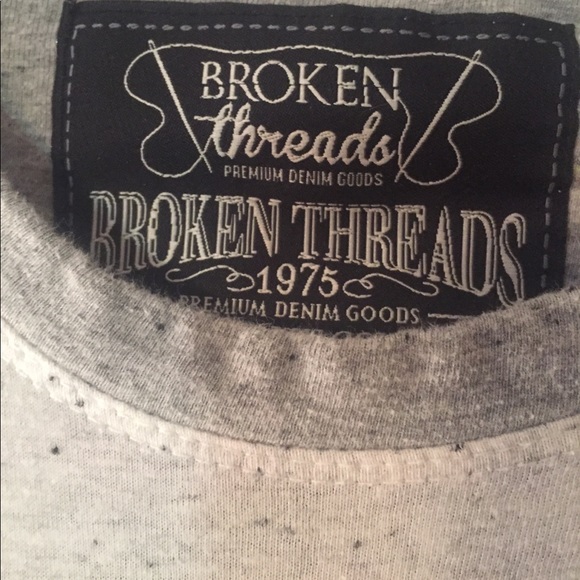 BROKEN
threads
PREMIUM DENIM GOODS
BROKEN THREADS
1975
PREMIUM DENIM GOODS